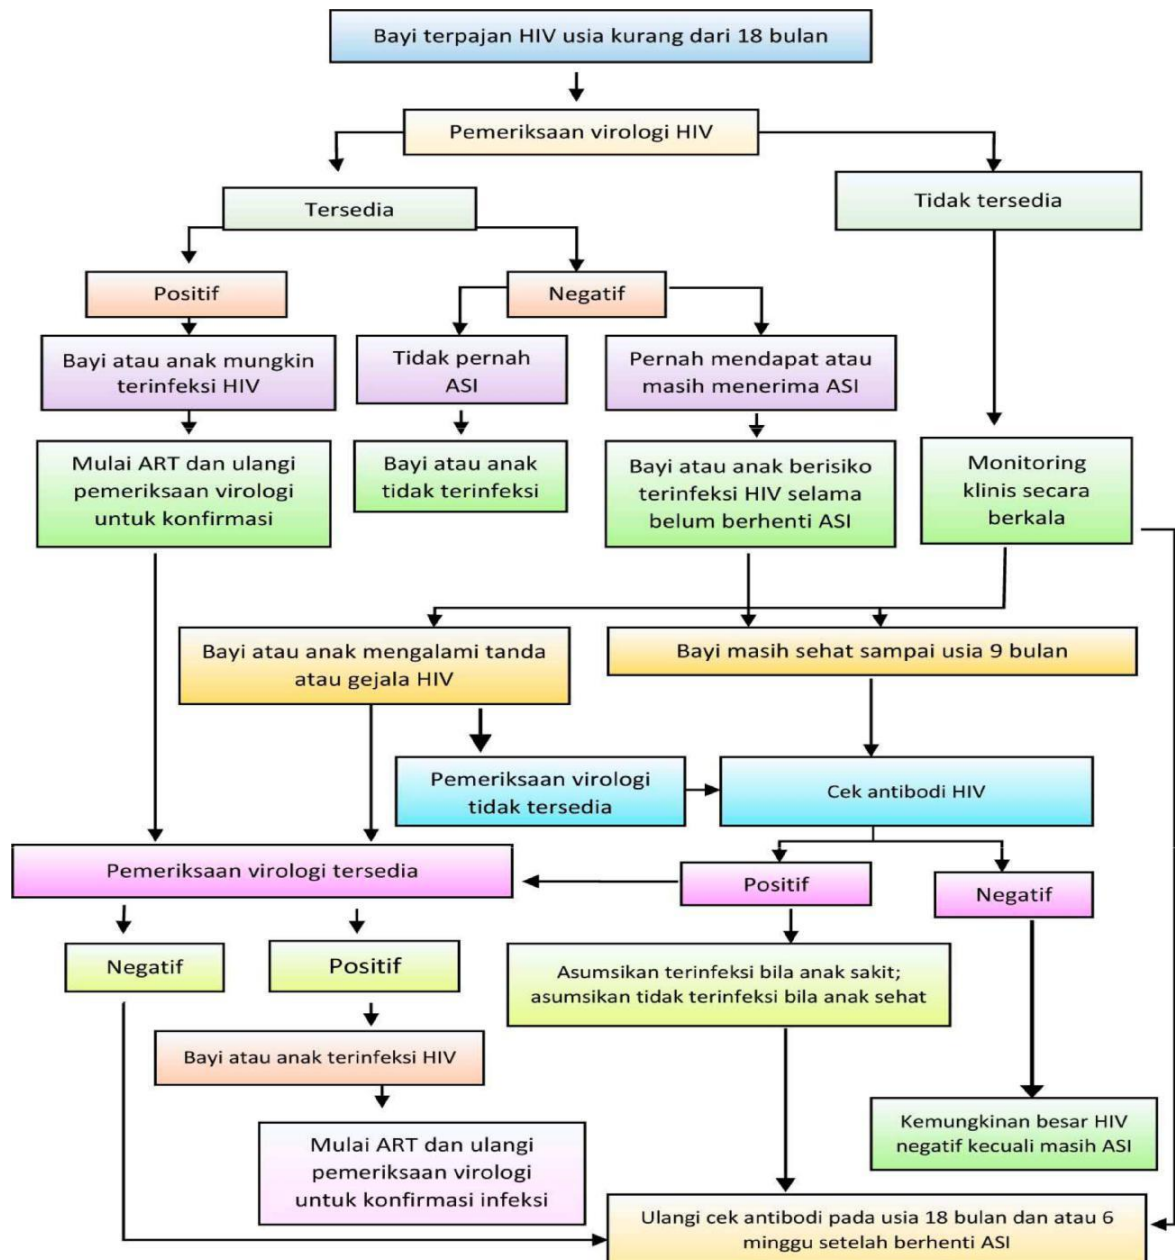 Bayi terpajan HIV usia kurang dari 18 bulan
Pemeriksaan virologi HIV
Tersedia
Tidak tersedia
Positif
Negatif
Bayi atau anak mungkin
terinfeksi HIV
Tidak pernah
ASI
Pernah mendapat atau
masih menerima ASI
Mulai ART dan ulangi
pemeriksaan virologi
untuk konfirmasi
Bayi atau anak
tidak terinfeksi
Bayi atau anak berisiko
terinfeksi HIV selama
belum berhenti ASI
Monitoring
klinis secara
berkala
Bayi atau anak mengalami tanda
atau gejala HIV
Bayi masih sehat sampai usia 9 bulan
Pemeriksaan virologi
tidak tersedia
Cek antibodi HIV
Pemeriksaan virologi tersedia
Positif
Negatif
Negatif
Positif
Asumsikan terinfeksi bila anak sakit;
asumsikan tidak terinfeksi bila anak sehat
Bayi atau anak terinfeksi HIV
Mulai ART dan ulangi
pemeriksaan virologi
untuk konfirmasi infeksi
Kemungkinan besar HIV
negatif kecuali masih ASI
Ulangi cek antibodi pada usia 18 bulan dan atau 6
minggu setelah berhenti ASI